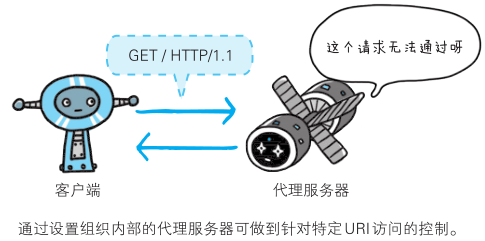 GET / HTTP/1.1
这个请求无法通过呀
客户端
代理服务器
通过设置组织内部的代理服务器可做到针对特定URI访问的控制。